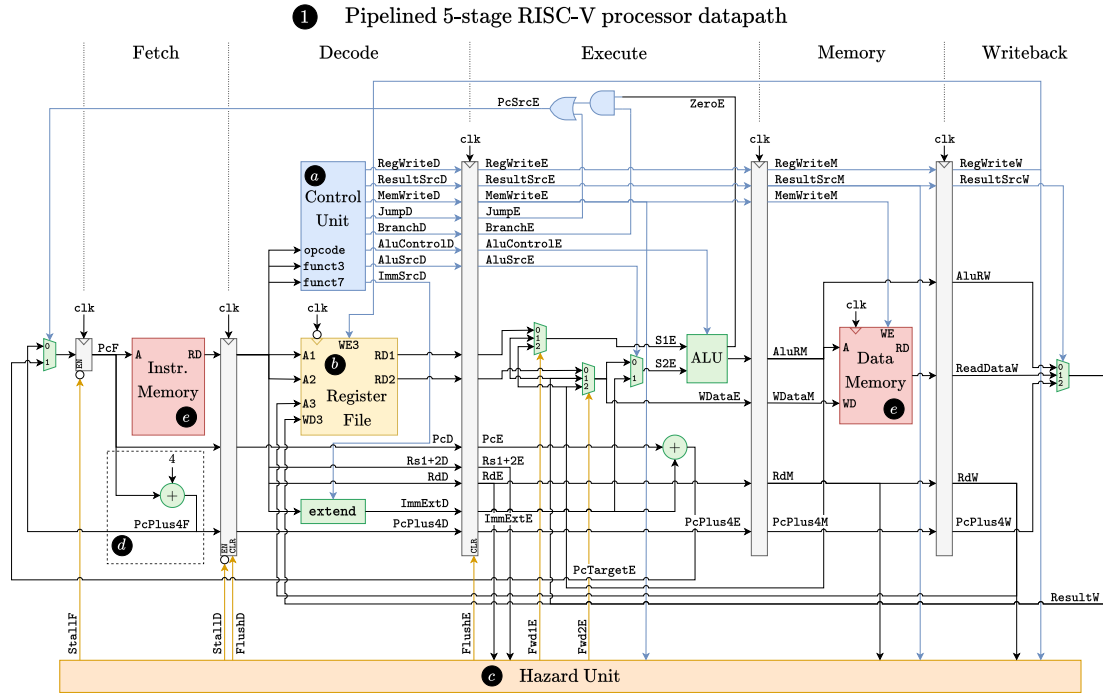 1 Pipelined 5-stage RISC-V processor datapath
Fetch Decode Execute Memory Writeback
PcSrcE ZeroE
clk clk clk
a
Control
Unit
opcode
funct3
funct7
RegWriteD
ResultSrcD
MemWriteD
JumpD
BranchD
AluControlD
AluSrcD
ImmSrcD
RegWriteE
ResultSrcE
MemWriteE
JumpE
BranchE
AluControlE
AluSrcE
RegWriteM
ResultSrcM
MemWriteM
RegWriteW
ResultSrcW
AluRW
clk clk clk clk
0
1
PcF
EN
A RD
Instr.
Memory
e
WE3
A1 RD1
b
A2 RD2
Register
File
A3
WD3
0
1
2
0
1
2
0
1
S1E
S2E
ALU
AluRM
WDataE
WDataM
WE
A RD
Data
Memory
WD
e
ReadDataW
0
1
2
4
+
PcPlus4F
d
EN
CLR
PcD
Rs1+2D
RdD
extend
ImmExtD
PcPlus4D
CLR
PcE
Rs1+2E
RdE
ImmExtE
+
PcPlus4E
RdM
PcPlus4M
RdW
PcPlus4W
PcTargetE
ResultW
StallF
StallD
FlushD
FlushE
Fwd1E
Fwd2E
c Hazard Unit